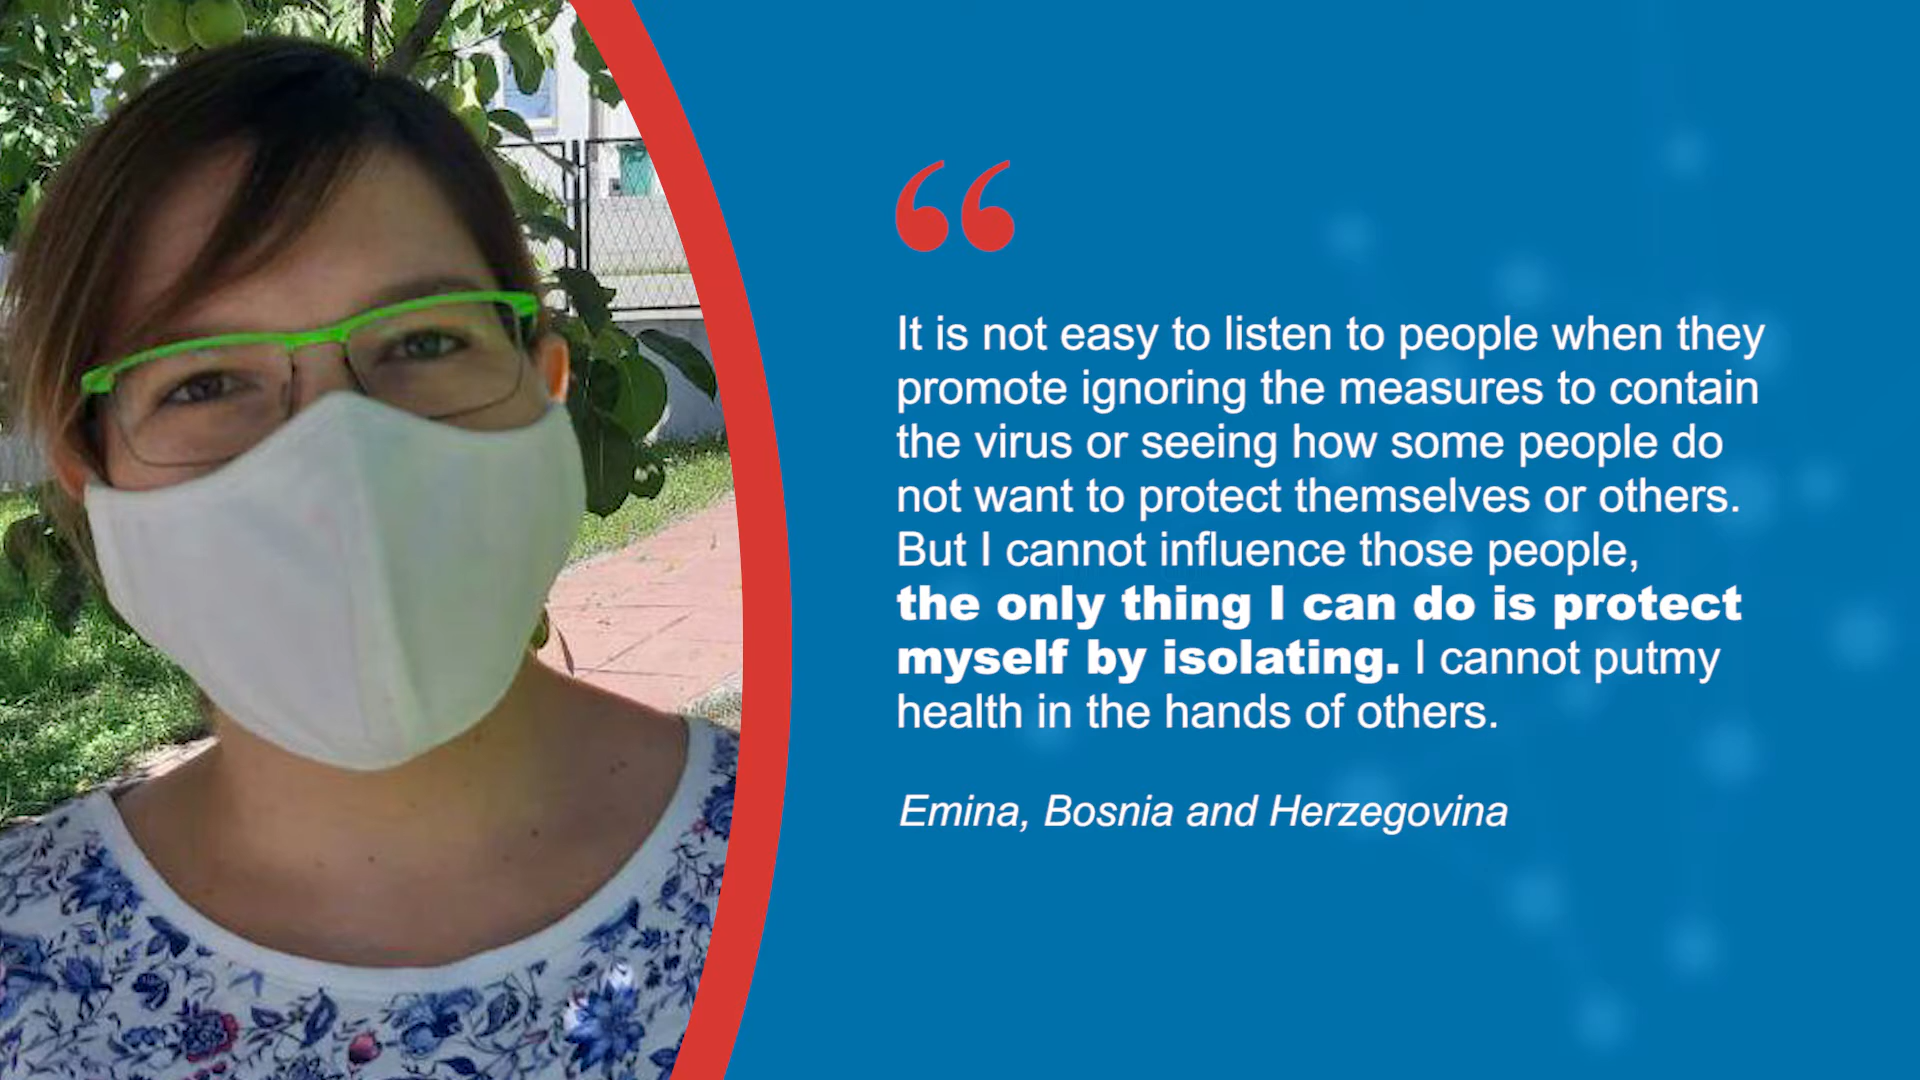 “
It is not easy to listen to people when they
promote ignoring the measures to contain
the virus or seeing how some people do
not want to protect themselves or others.
But I cannot influence those people,
the only thing I can do is protect
myself by isolating. I cannot putmy
health in the hands of others.
Emina, Bosnia and Herzegovina